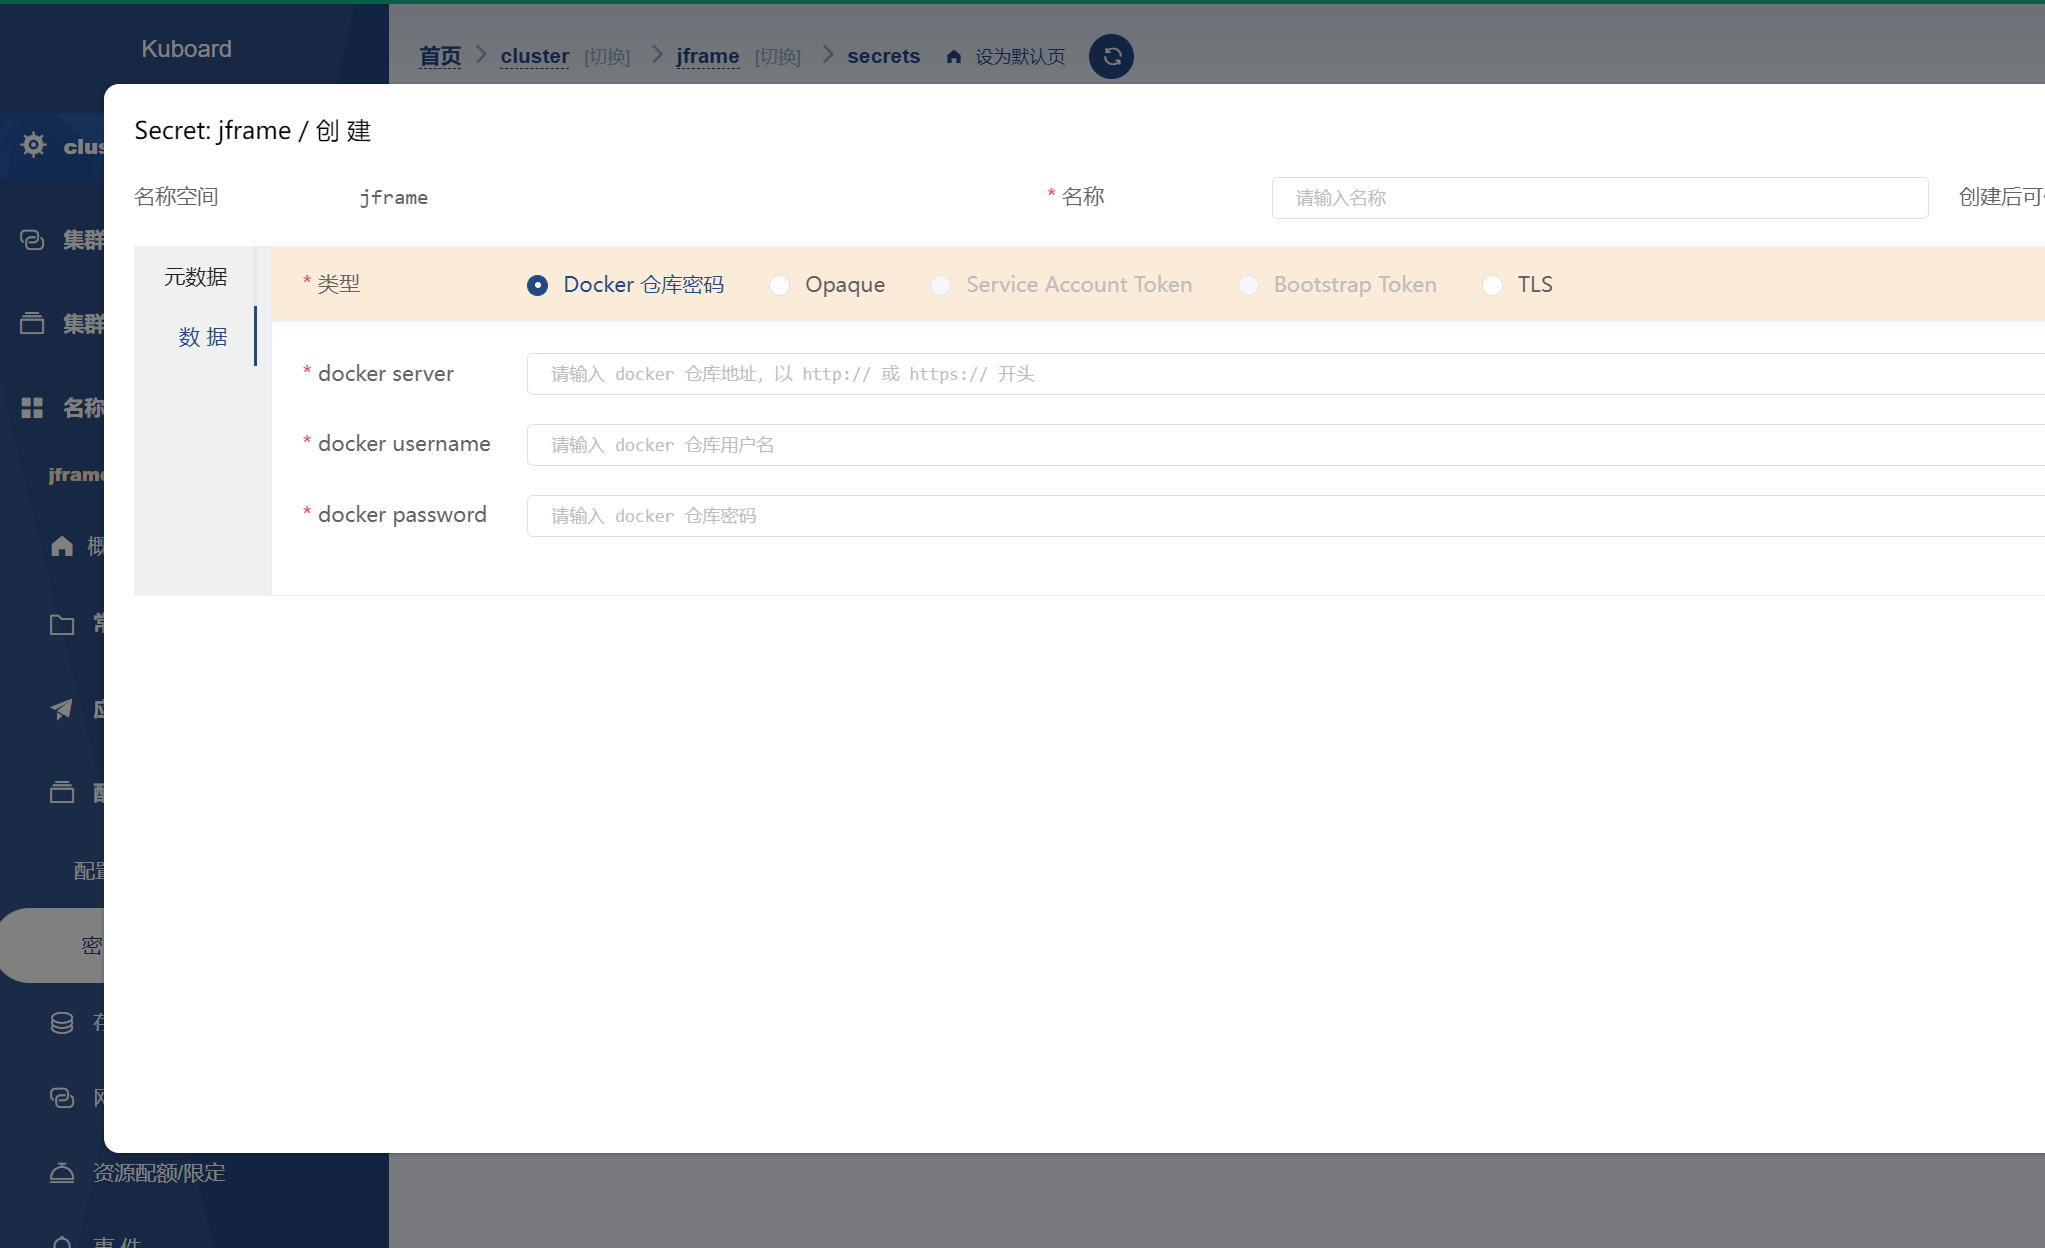 Kuboard
首页 > cluster [切换] > jframe [切换] > secrets 设为默认页
Secret: jframe / 创 建
名称空间 jframe * 名称 请输入名称 创建后可
元数据
数 据
* 类型 Docker 仓库密码 Opaque Service Account Token Bootstrap Token TLS
* docker server 请输入 docker 仓库地址, 以 http:// 或 https:// 开头
* docker username 请输入 docker 仓库用户名
* docker password 请输入 docker 仓库密码
clus
集群
集群
名称
jframe
概
常
应
配
配置
密
存
网
资源配额/限定
事 件